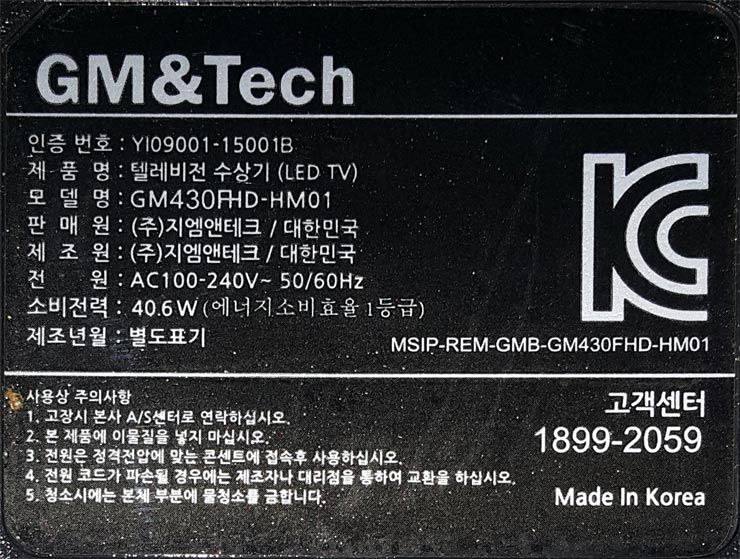 GM&Tech
인증 번호 : YI09001-15001B
제 품 명 : 텔레비전 수상기 (LED TV)
모 델 명 : GM430FHD-HM01
판 매 원 : (주)지엠앤테크 / 대한민국
제 조 원 : (주)지엠앤테크 / 대한민국
전 원 : AC100-240V~ 50/60Hz
소비전력 : 40.6W (에너지소비효율 1등급)
제조년월 : 별도표기
MSIP-REM-GMB-GM430FHD-HM01
사용상 주의사항
1. 고장시 본사 A/S센터로 연락하십시오.
2. 본 제품에 이물질을 넣지 마십시오.
3. 전원은 정격전압에 맞는 콘센트에 접속후 사용하십시오.
4. 전원 코드가 파손될 경우에는 제조자나 대리점을 통하여 교환을 하십시오.
5. 청소시에는 본체 부분에 물청소를 금합니다.
고객센터
1899-2059
Made In Korea